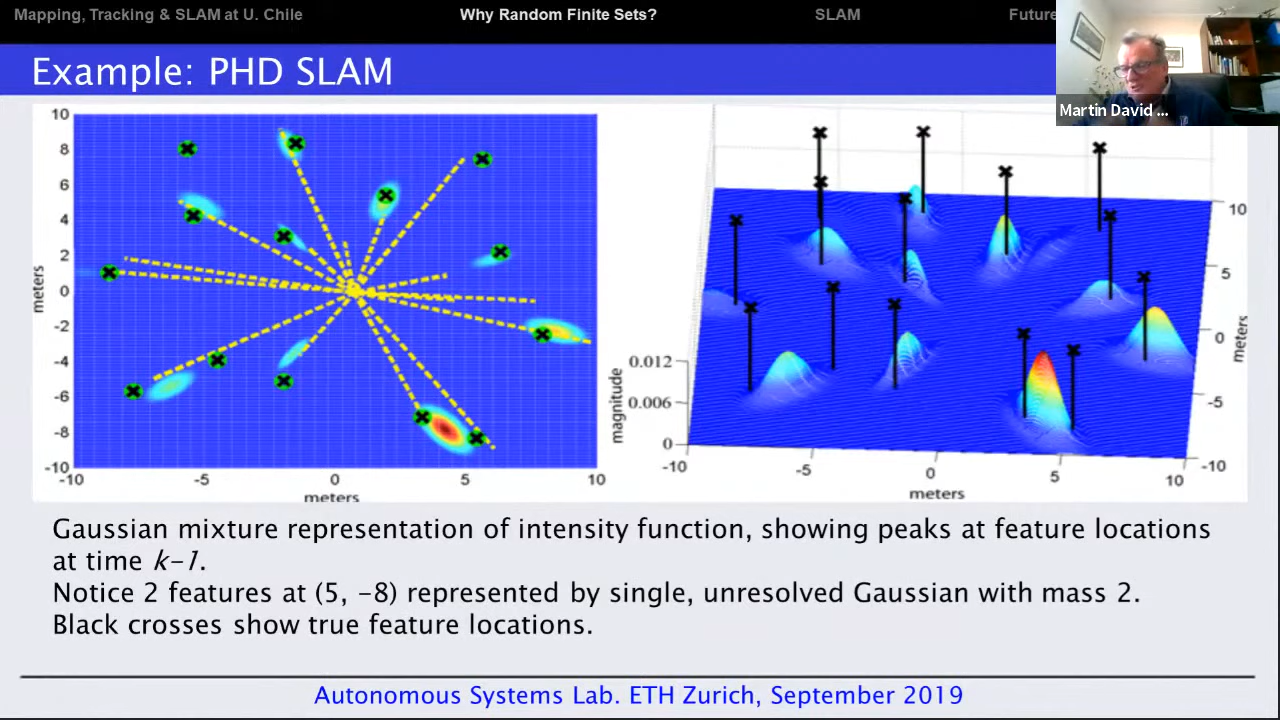 Mapping, Tracking & SLAM at U. Chile
Why Random Finite Sets?
SLAM
Future
Martin David ...
Example: PHD SLAM
10
8
6
4
2
0
-2
-4
-6
-8
-10
meters
-10
-5
0
5
10
meters
0.012
0.006
0
magnitude
-10
-5
0
5
10
meters
10
5
0
-5
-10
meters
Gaussian mixture representation of intensity function, showing peaks at feature locations
at time k-1.
Notice 2 features at (5, -8) represented by single, unresolved Gaussian with mass 2.
Black crosses show true feature locations.
Autonomous Systems Lab. ETH Zurich, September 2019